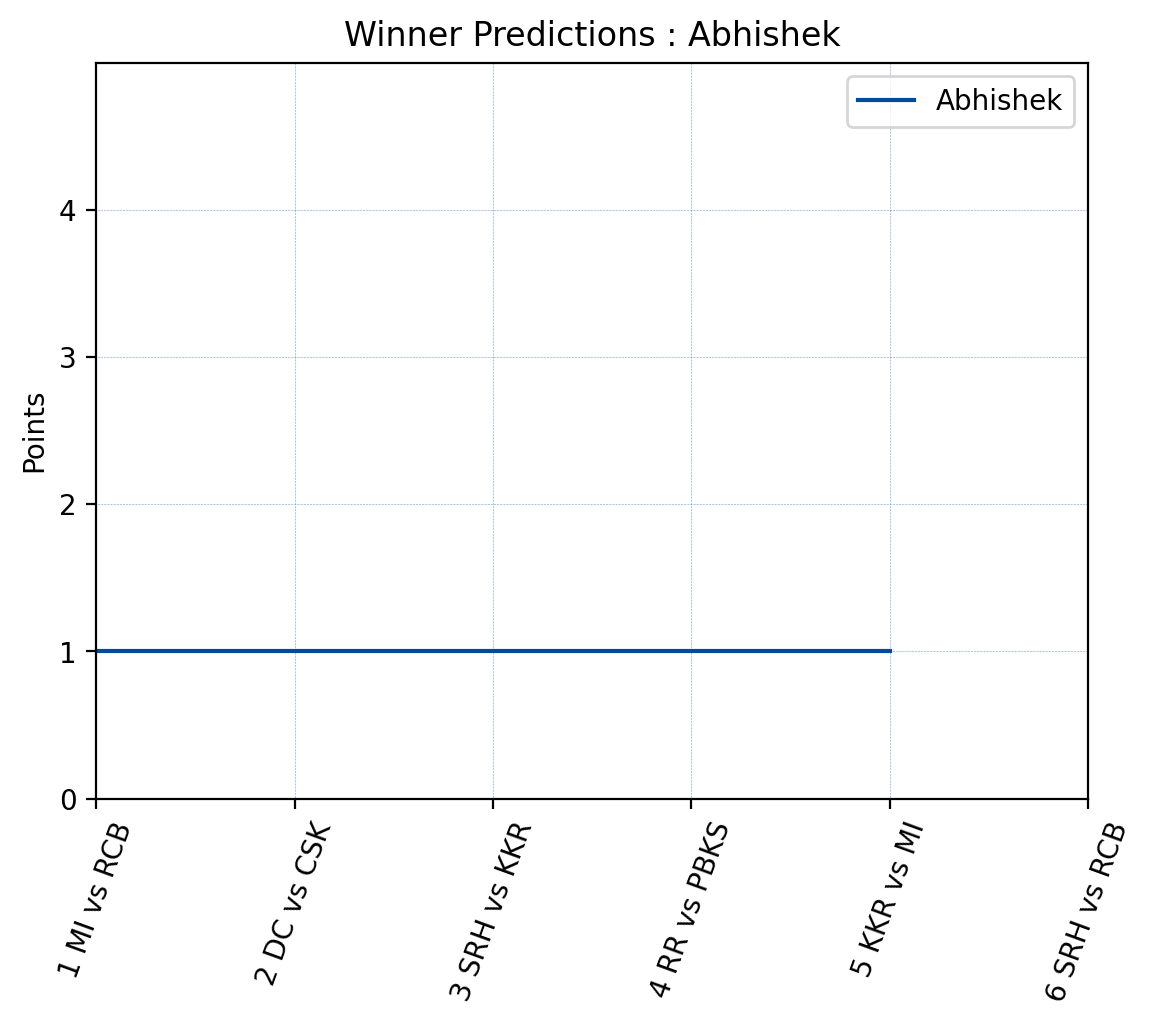 Winner Predictions : Abhishek
Abhishek
4
3
2
1
0
Points
1 MI vs RCB
2 DC vs CSK
3 SRH vs KKR
4 RR vs PBKS
5 KKR vs MI
6 SRH vs RCB